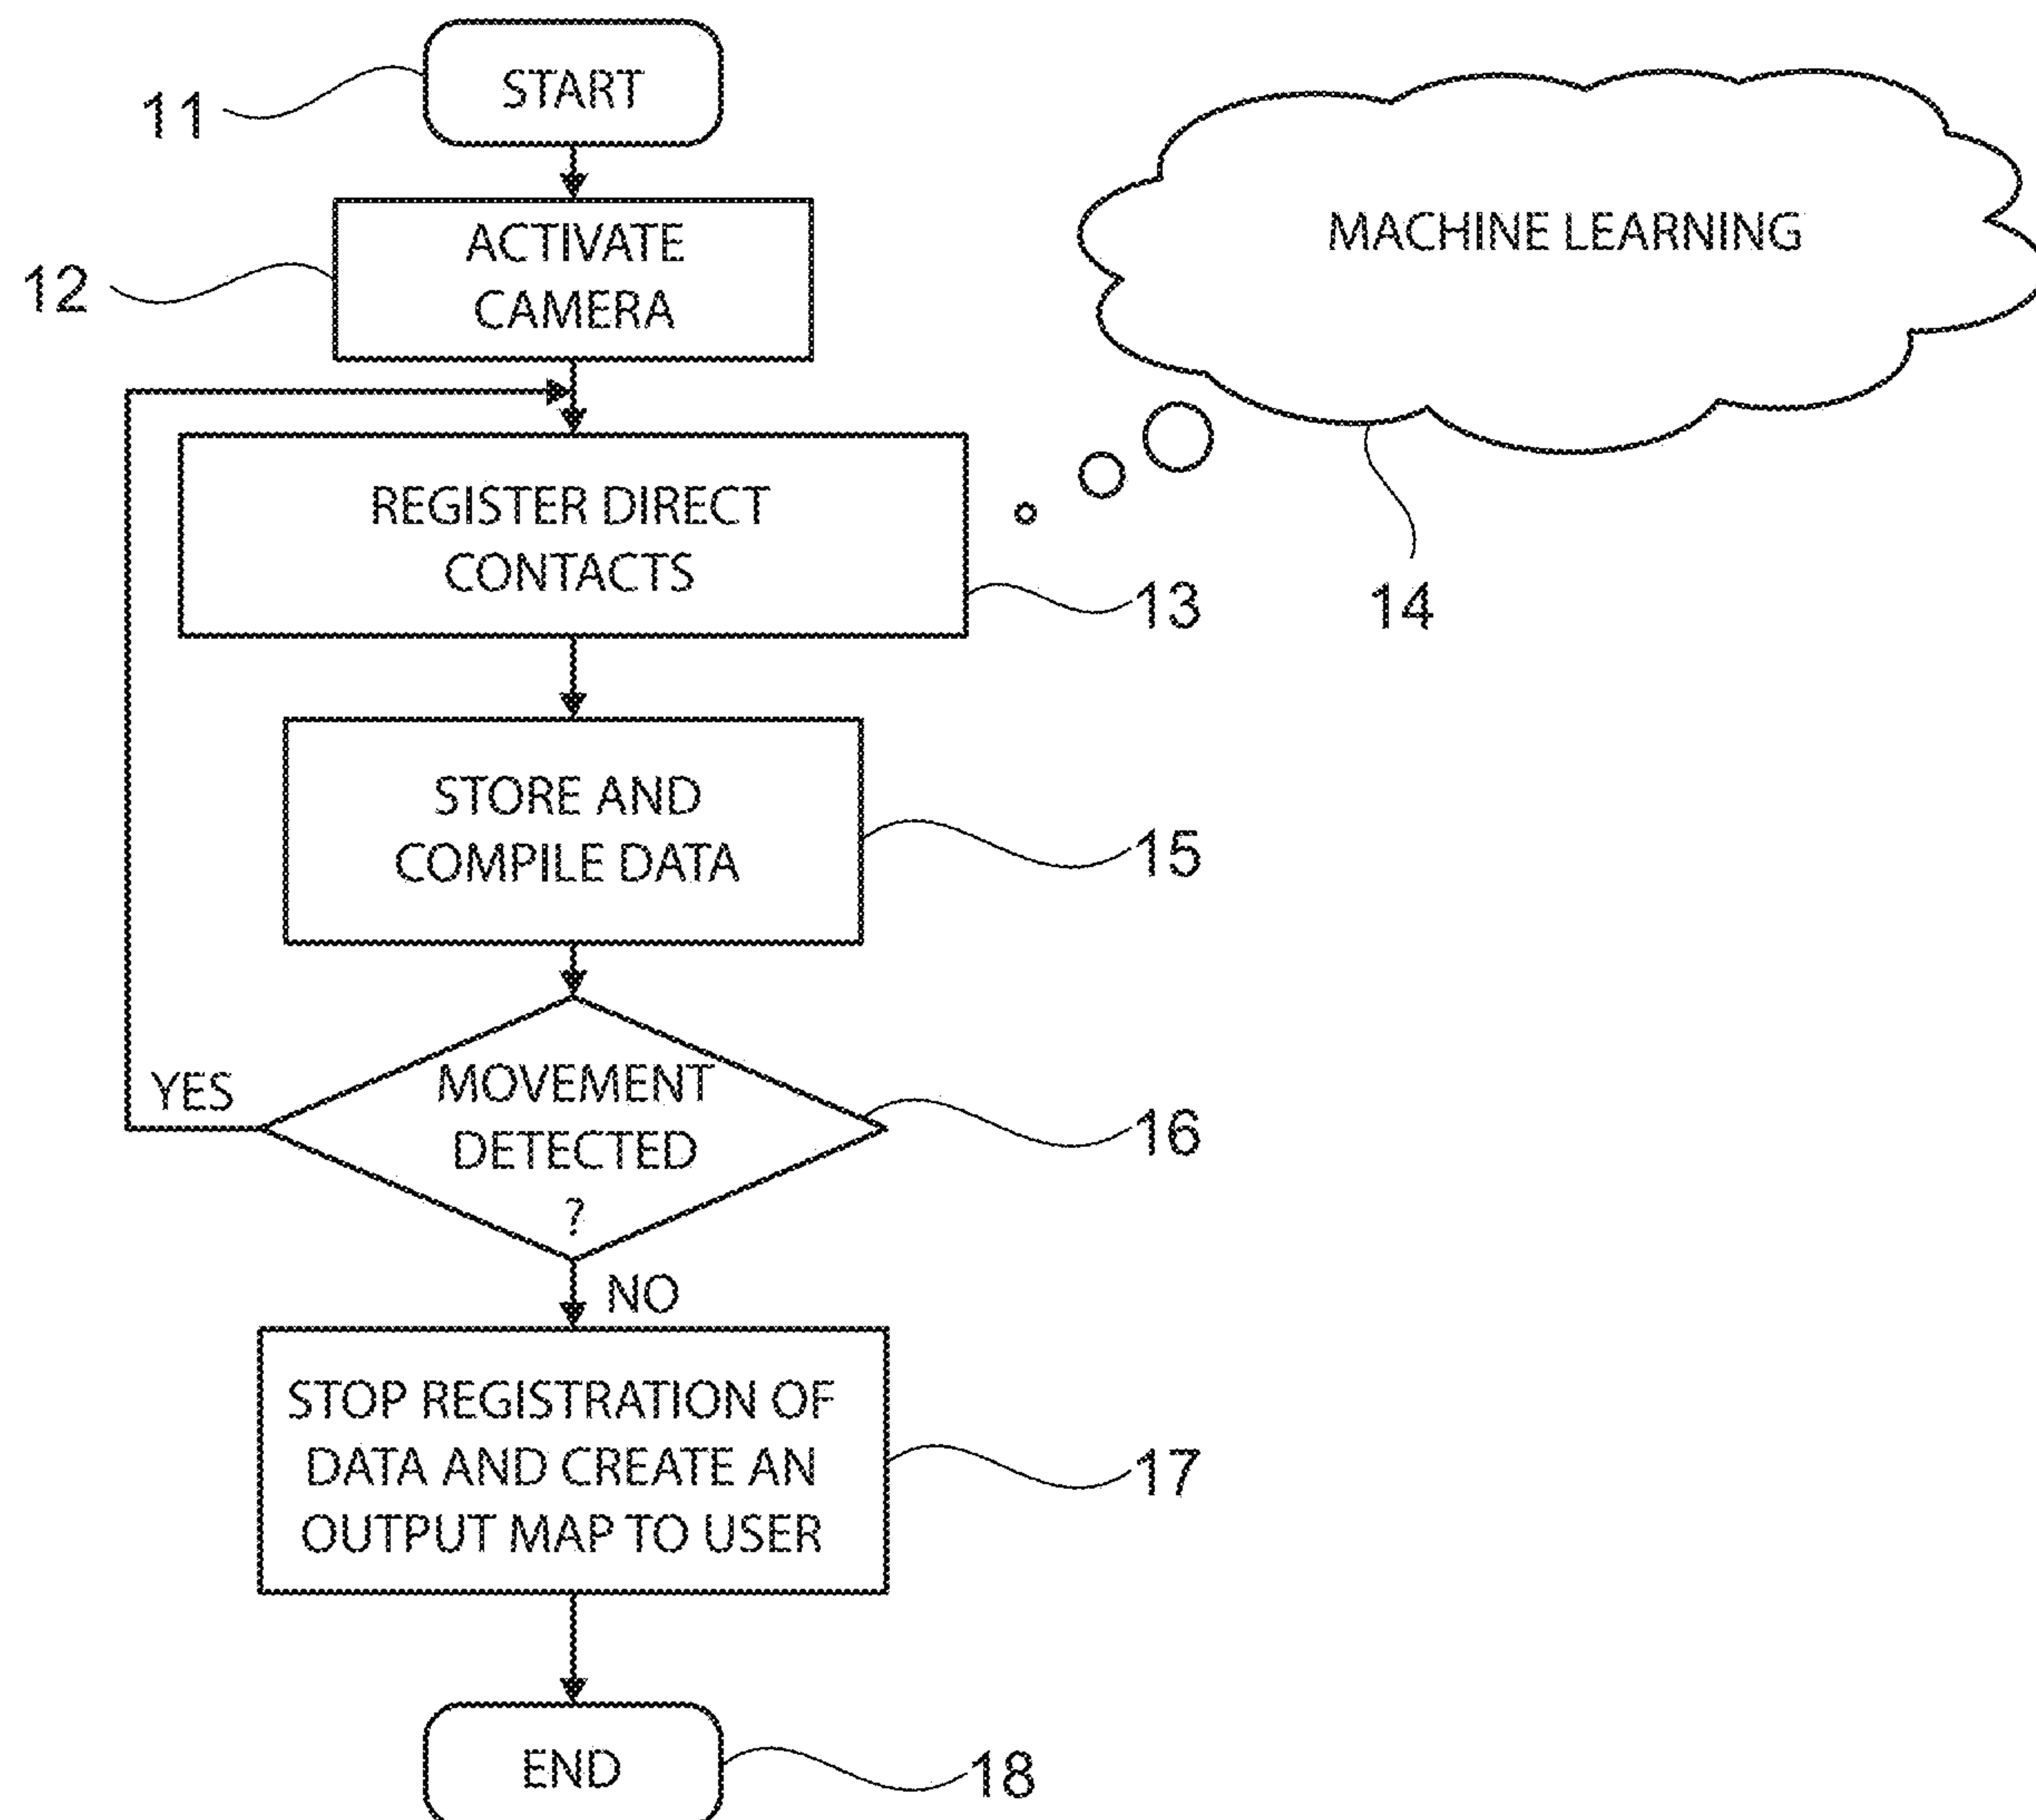 11
START
12
ACTIVATE
CAMERA
MACHINE LEARNING
14
REGISTER DIRECT
CONTACTS
13
STORE AND
COMPILE DATA
15
YES
MOVEMENT
DETECTED
?
16
NO
STOP REGISTRATION OF
DATA AND CREATE AN
OUTPUT MAP TO USER
17
END
18